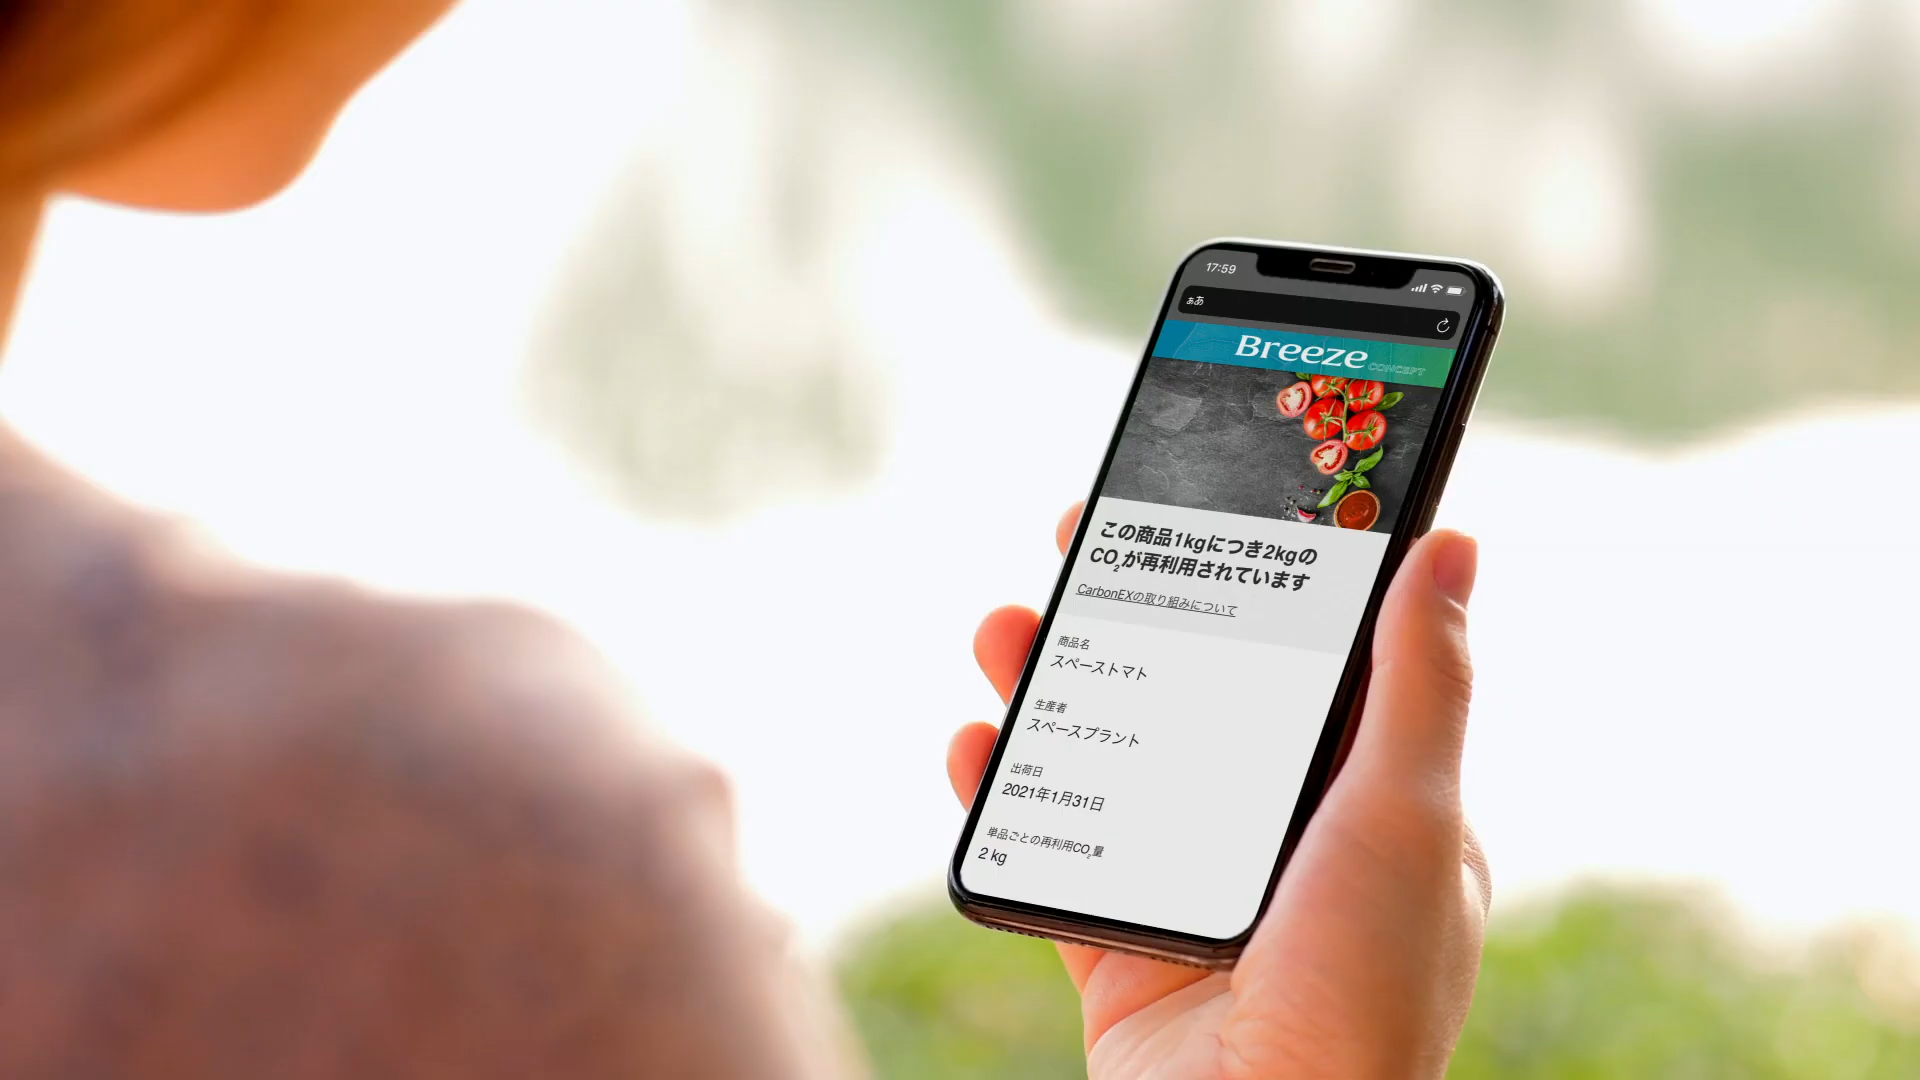 17:59
ぁあ
Breeze CONCEPT
この商品1kgにつき2kgの
CO₂が再利用されています
CarbonEXの取り組みについて
商品名
スペーストマト
生産者
スペースプラント
出荷日
2021年1月31日
単品ごとの再利用CO₂量
2 kg